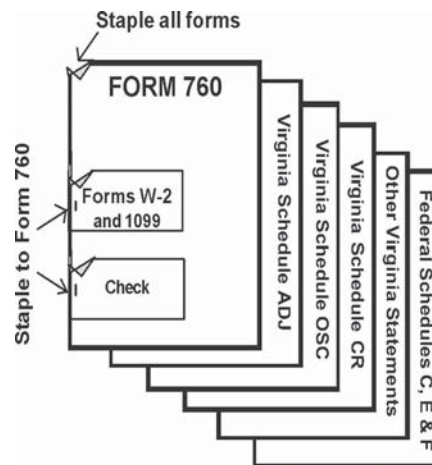 Staple all forms
FORM 760
Forms W-2
and 1099
Check
Staple to Form 760
Virginia Schedule ADJ
Virginia Schedule OSC
Virginia Schedule CR
Other Virginia Statements
Federal Schedules C, E & F